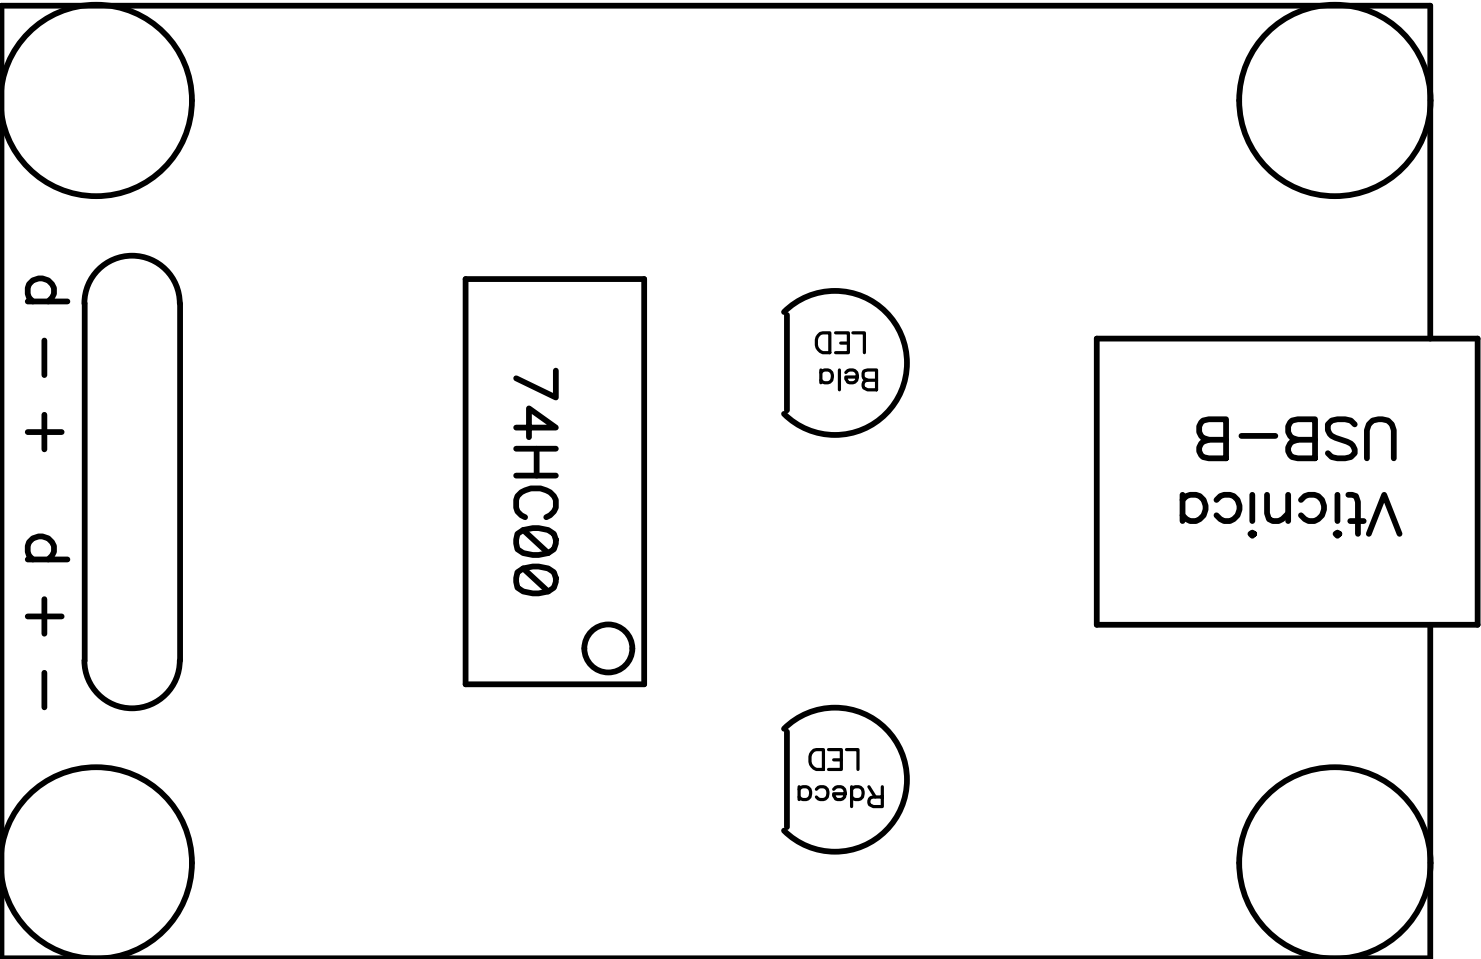 d - + d + -
74HC00
Bela
LED
Rdeca
LED
Vticnica
USB-B